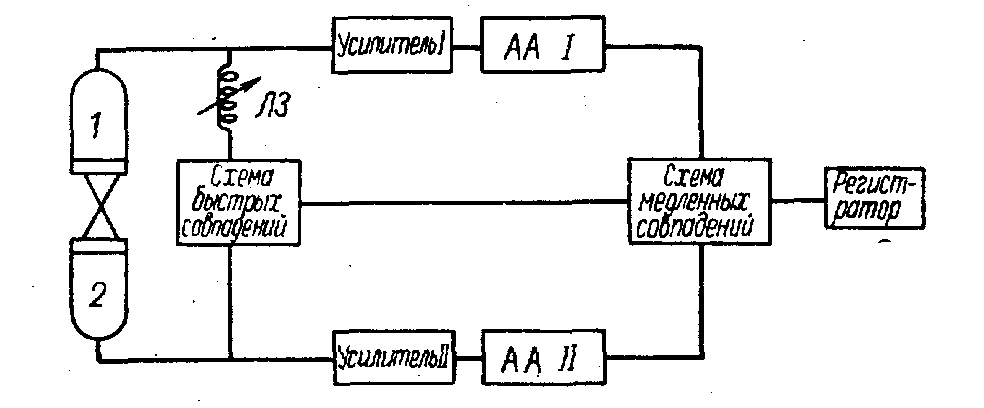 Усилитель I
АА I
1
ЛЗ
Схема
быстрых
совпадений
Схема
медленных
совпадений
Регист-
ратор
2
Усилитель II
АА II